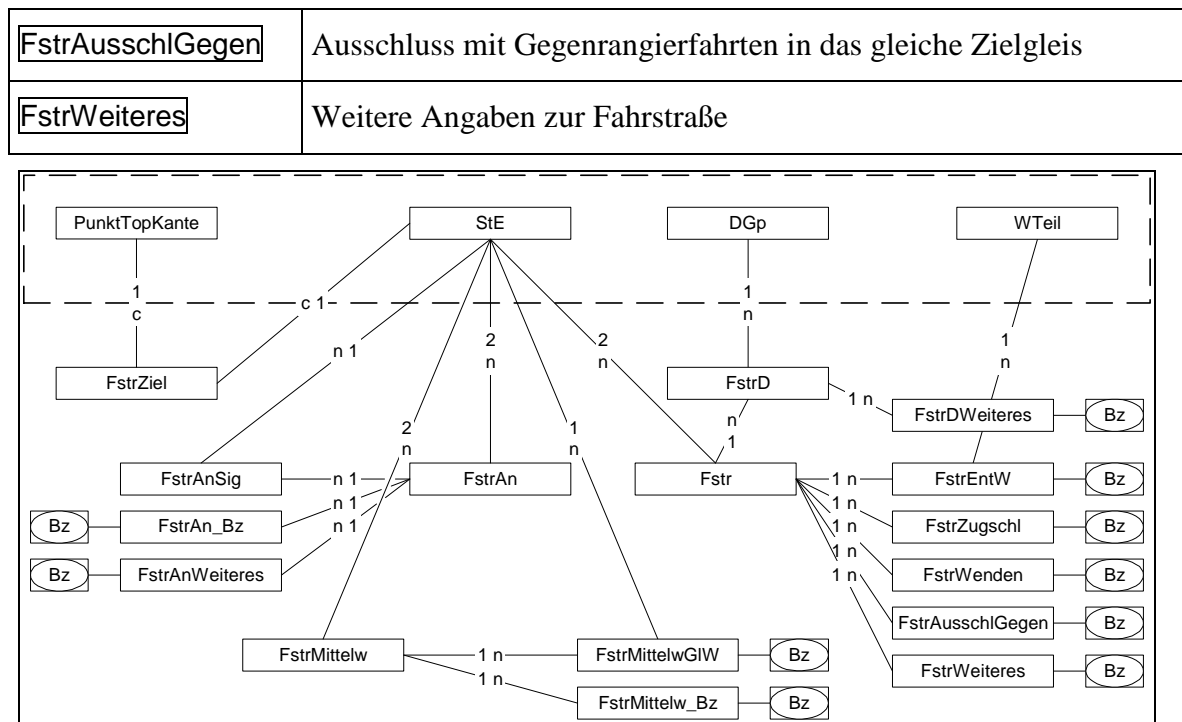 FstrAusschlGegen Ausschluss mit Gegenrangierfahrten in das gleiche Zielgleis
FstrWeiteres Weitere Angaben zur Fahrstraße
PunktTopKante StE DGp WTeil
1 c 1 1
c n
n 1 2 2 1
n n n
FstrZiel FstrD
1 n FstrDWeiteres Bz
2 1 n
n n 1
FstrAnSig n 1 FstrAn Fstr 1 n FstrEntW Bz
Bz FstrAn_Bz n 1 1 n FstrZugschl Bz
Bz FstrAnWeiteres n 1 1 n FstrWenden Bz
1 n FstrAusschlGegen Bz
1 n FstrWeiteres Bz
FstrMittelw 1 n FstrMittelwGlW Bz
1 n FstrMittelw_Bz Bz